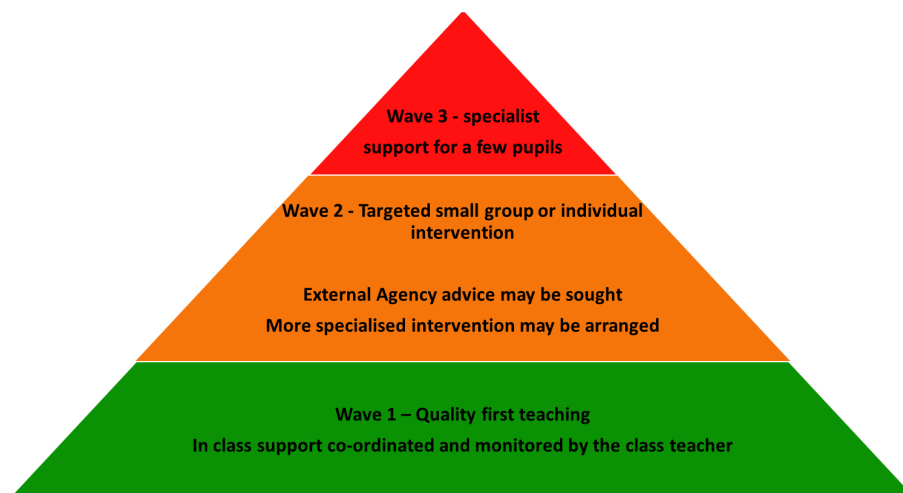 Wave 3 - specialist
support for a few pupils
Wave 2 - Targeted small group or individual
intervention
External Agency advice may be sought
More specialised intervention may be arranged
Wave 1 – Quality first teaching
In class support co-ordinated and monitored by the class teacher